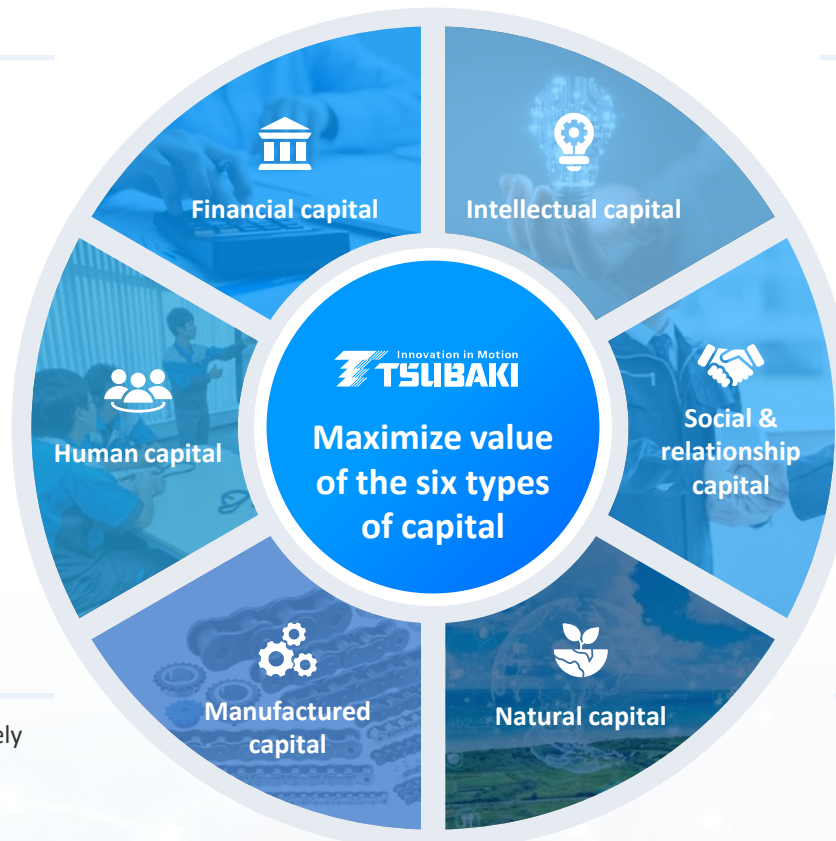 Financial capital
Intellectual capital
Innovation in Motion
TSUBAKI
Maximize value
of the six types
of capital
Human capital
Social &
relationship
capital
Manufactured
capital
Natural capital
ely